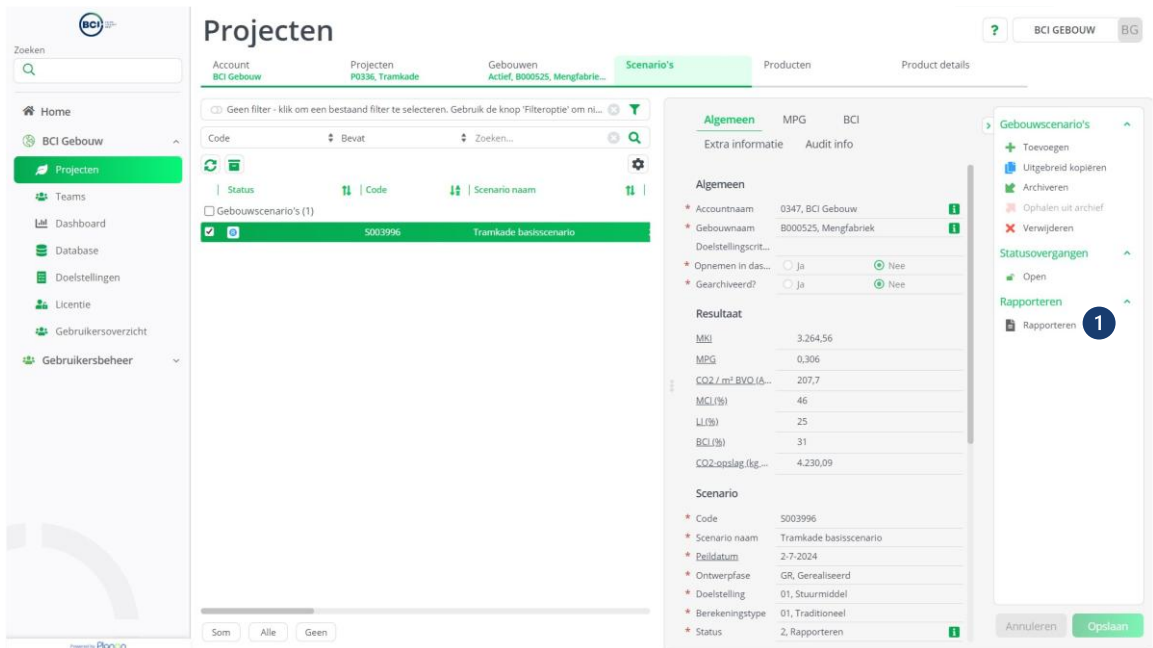 BCI
Projecten
?
BCI GEBOUW
BG
Zoeken
Account
BCI Gebouw
Projecten
P0336, Tramkade
Gebouwen
Actief, B000525, Mengfabrie...
Scenario's
Producten
Product details
Home
BCI Gebouw
Projecten
Teams
Dashboard
Database
Doelstellingen
Licentie
Gebruikersoverzicht
Gebruikersbeheer
Powered by
Geen filter - klik om een bestaand filter te selecteren. Gebruik de knop 'Filteroptie' om ni...
Code
Bevat
Zoeken...
Status
Code
Scenario naam
Gebouwscenario's (1)
S003996
Tramkade basisscenario
Som
Alle
Geen
Algemeen
MPG
BCI
Extra informatie
Audit info
Algemeen
* Accountnaam 0347, BCI Gebouw
* Gebouwnaam B000525, Mengfabriek
Doelstellingscrit...
* Opnemen in das... Ja Nee
* Gearchiveerd? Ja Nee
Resultaat
MKI 3.264,56
MPG 0,306
CO2 / m² BVO (A... 207,7
MCI (%) 46
LI (%) 25
BCI (%) 31
CO2-opslag (kg ... 4.230,09
Scenario
* Code S003996
* Scenario naam Tramkade basisscenario
* Peildatum 2-7-2024
* Ontwerpfase GR, Gerealiseerd
* Doelstelling 01, Stuurmiddel
* Berekeningstype 01, Traditioneel
* Status 2, Rapporteren
Gebouwscenario's
Toevoegen
Uitgebreid kopiëren
Archiveren
Ophalen uit archief
Verwijderen
Statusovergangen
Open
Rapporteren
Rapporteren
1
Annuleren
Opslaan